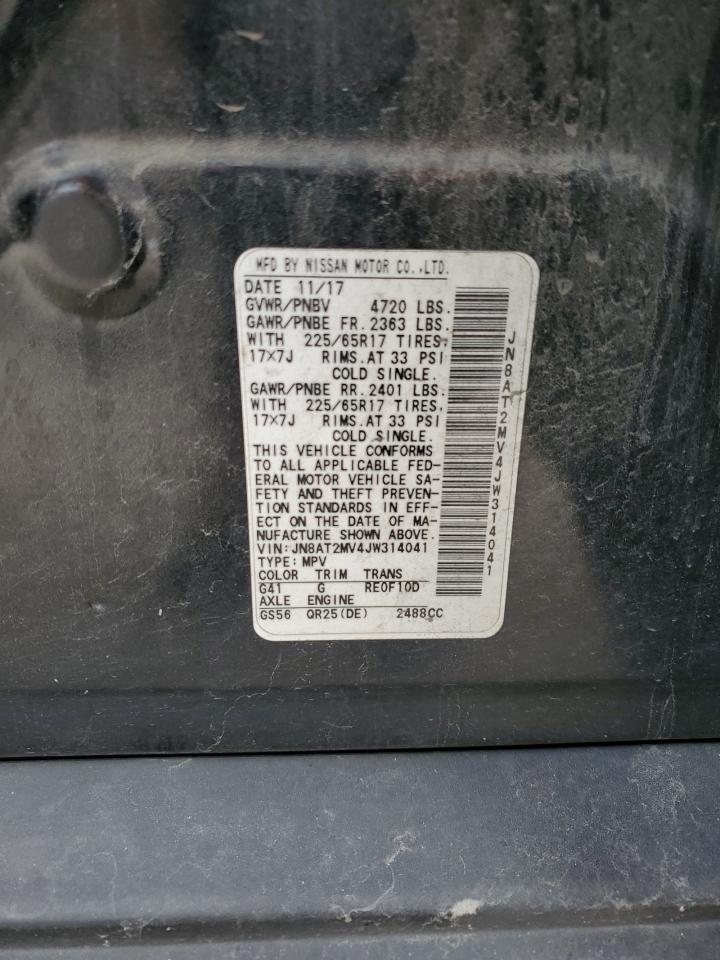 MFD BY NISSAN MOTOR CO.,LTD.
DATE 11/17
GVWR/PNBV 4720 LBS.
GAWR/PNBE FR. 2363 LBS.
WITH 225/65R17 TIRES,
17×7J RIMS.AT 33 PSI
COLD SINGLE.
GAWR/PNBE RR. 2401 LBS.
WITH 225/65R17 TIRES,
17×7J RIMS.AT 33 PSI
COLD SINGLE.
THIS VEHICLE CONFORMS
TO ALL APPLICABLE FED-
ERAL MOTOR VEHICLE SA-
FETY AND THEFT PREVEN-
TION STANDARDS IN EFF-
ECT ON THE DATE OF MA-
NUFACTURE SHOWN ABOVE.
VIN:JN8AT2MV4JW314041
TYPE:MPV
COLOR TRIM TRANS
G41 G RE0F10D
AXLE ENGINE
GS56 QR25(DE) 2488CC
JN8AT2MV4JW314041